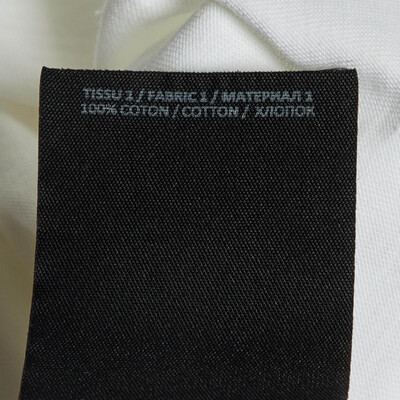 TISSU 1 / FABRIC 1 / МАТЕРИАЛ 1
100% COTON / COTTON / ХЛОПОК